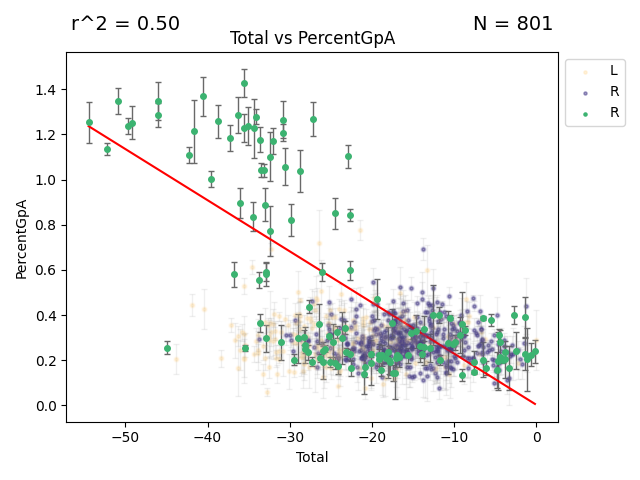 r^2 = 0.50
N = 801
Total vs PercentGpA
L
R
R
PercentGpA
1.4
1.2
1.0
0.8
0.6
0.4
0.2
0.0
−50
−40
−30
−20
−10
0
Total